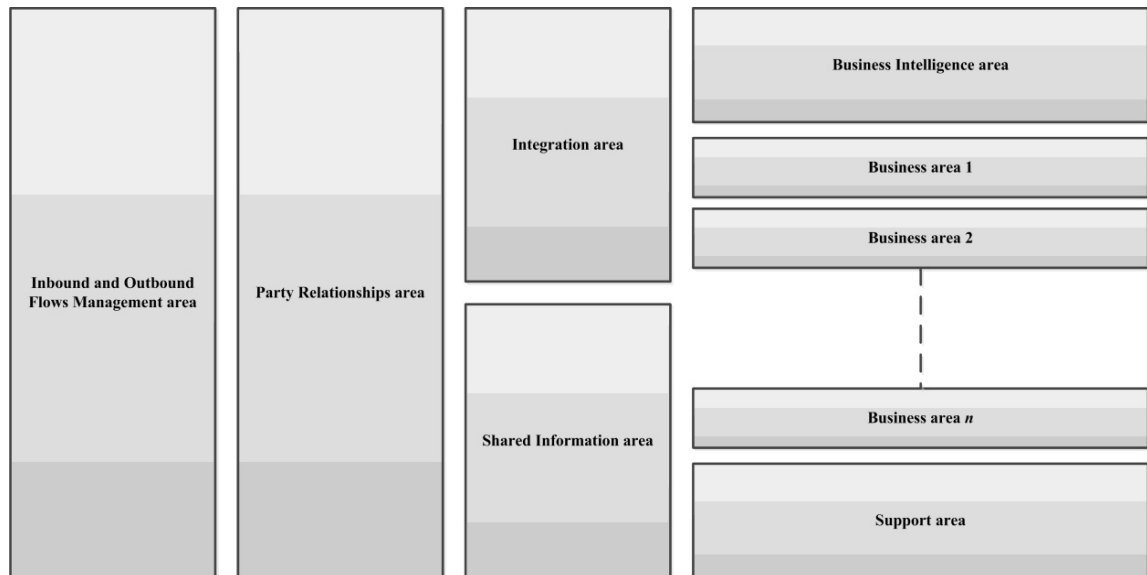 Inbound and Outbound
Flows Management area
Party Relationships area
Integration area
Shared Information area
Business Intelligence area
Business area 1
Business area 2
Business area n
Support area